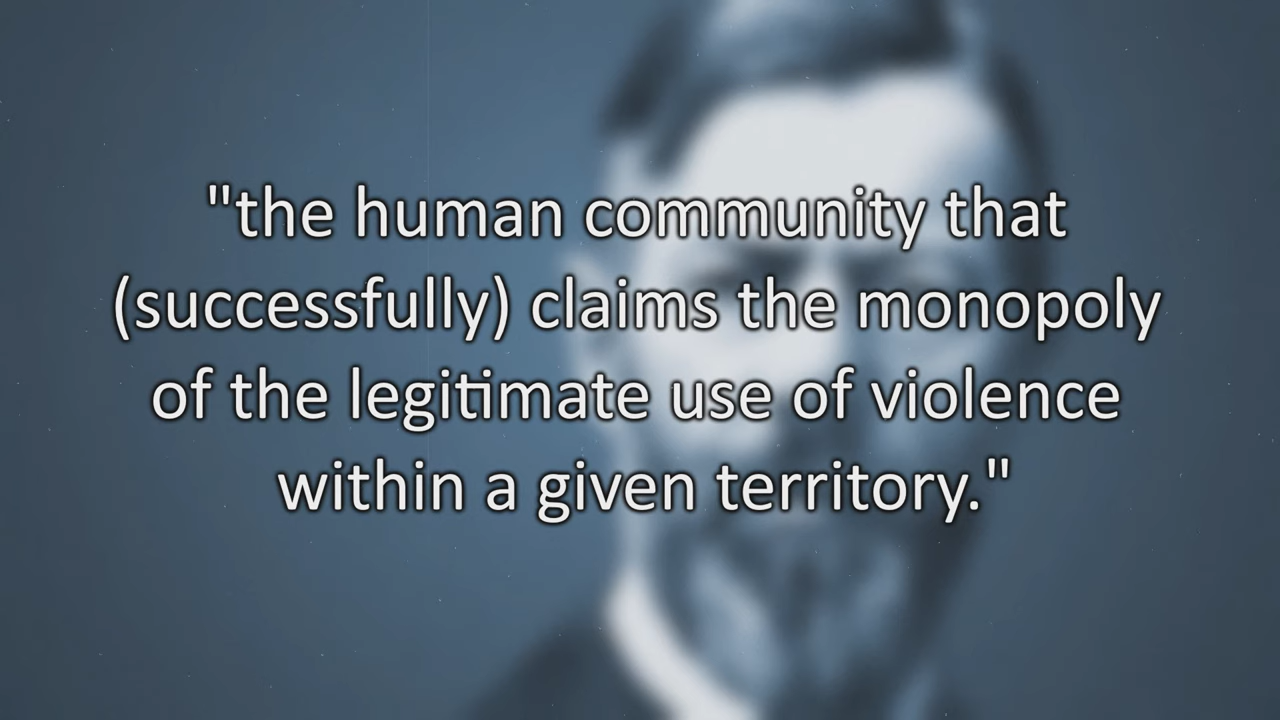 "the human community that
(successfully) claims the monopoly
of the legitimate use of violence
within a given territory."